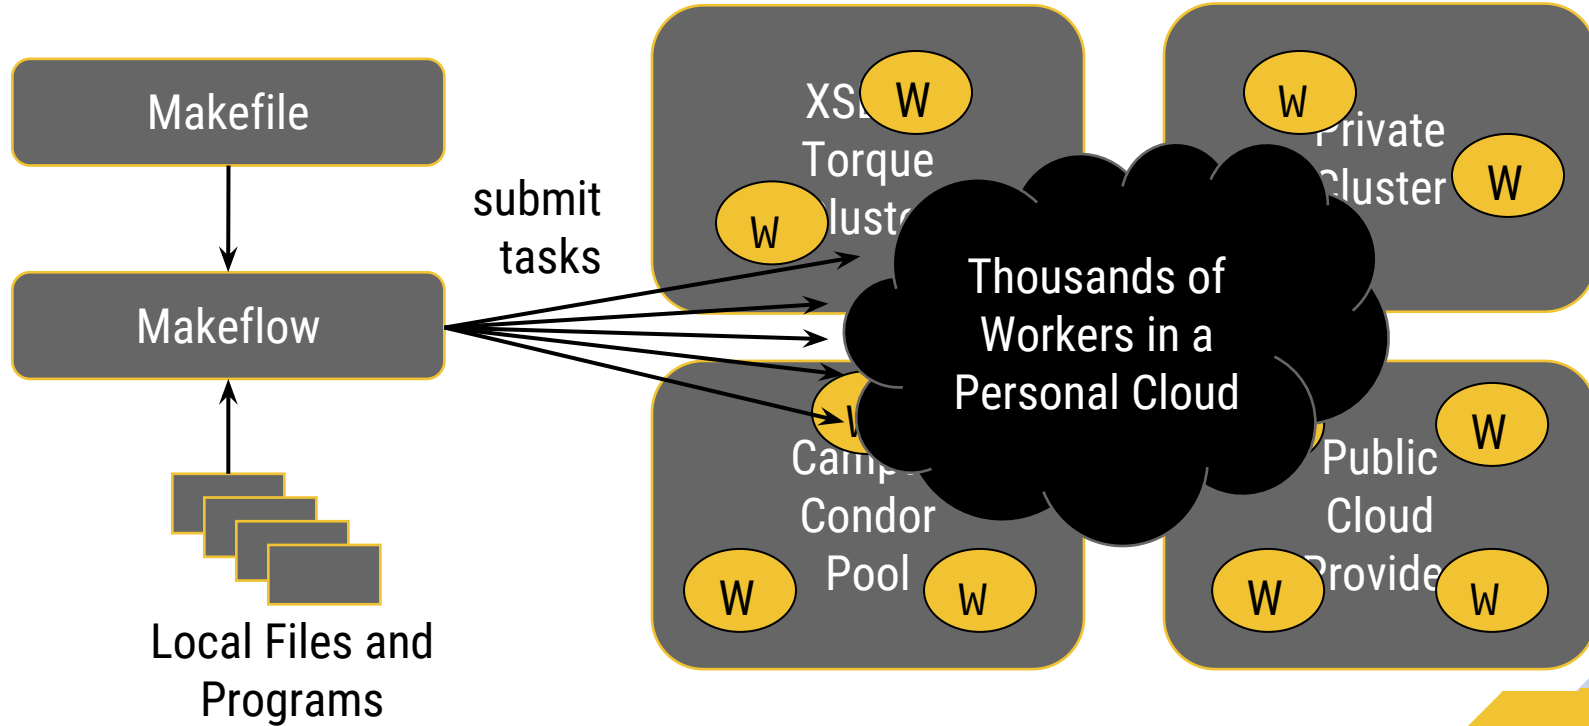 Makefile
Makeflow
Local Files and
Programs
submit
tasks
W
Torque
W
W
Private
Cluster
W
Thousands of
Workers in a
Personal Cloud
Condor
Pool
W
W
W
Public
Cloud
W
W